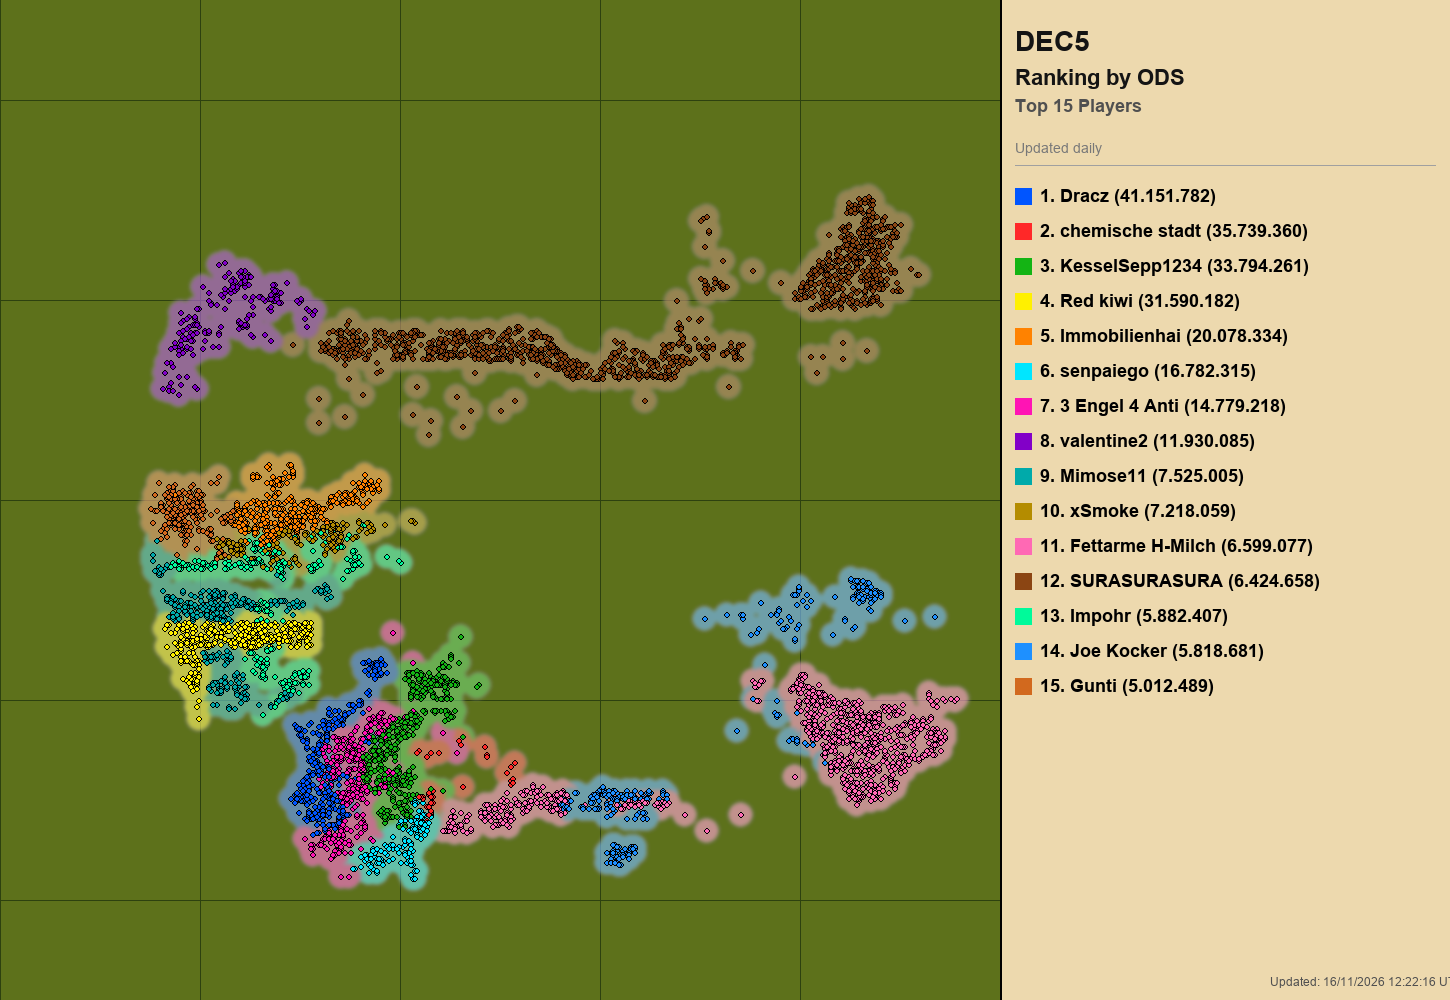 DEC5
Ranking by ODS
Top 15 Players
Updated daily
1. Dracz (41.151.782)
2. chemische stadt (35.739.360)
3. KesselSepp1234 (33.794.261)
4. Red kiwi (31.590.182)
5. Immobilienhai (20.078.334)
6. senpaiego (16.782.315)
7. 3 Engel 4 Anti (14.779.218)
8. valentine2 (11.930.085)
9. Mimose11 (7.525.005)
10. xSmoke (7.218.059)
11. Fettarme H-Milch (6.599.077)
12. SURASURASURA (6.424.658)
13. Impohr (5.882.407)
14. Joe Kocker (5.818.681)
15. Gunti (5.012.489)
Updated: 16/11/2026 12:22:16